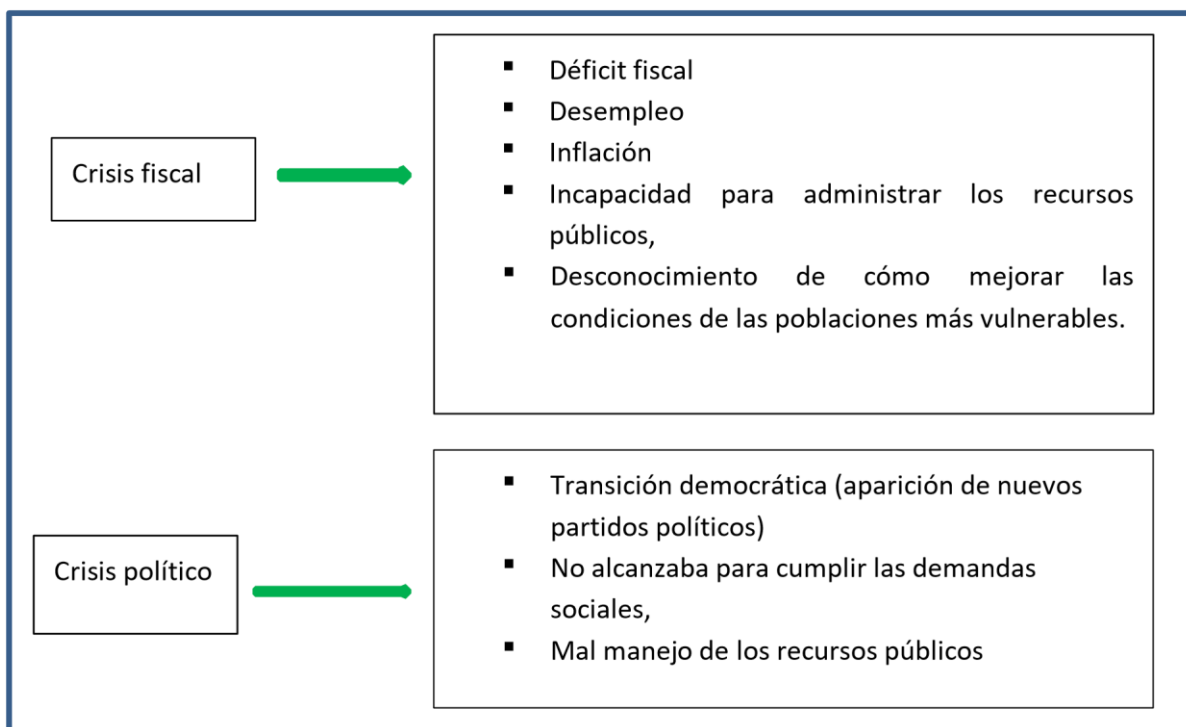 Crisis fiscal
▪ Déficit fiscal
▪ Desempleo
▪ Inflación
▪ Incapacidad para administrar los recursos
públicos,
▪ Desconocimiento de cómo mejorar las
condiciones de las poblaciones más vulnerables.
Crisis político
▪ Transición democrática (aparición de nuevos
partidos políticos)
▪ No alcanzaba para cumplir las demandas
sociales,
▪ Mal manejo de los recursos públicos